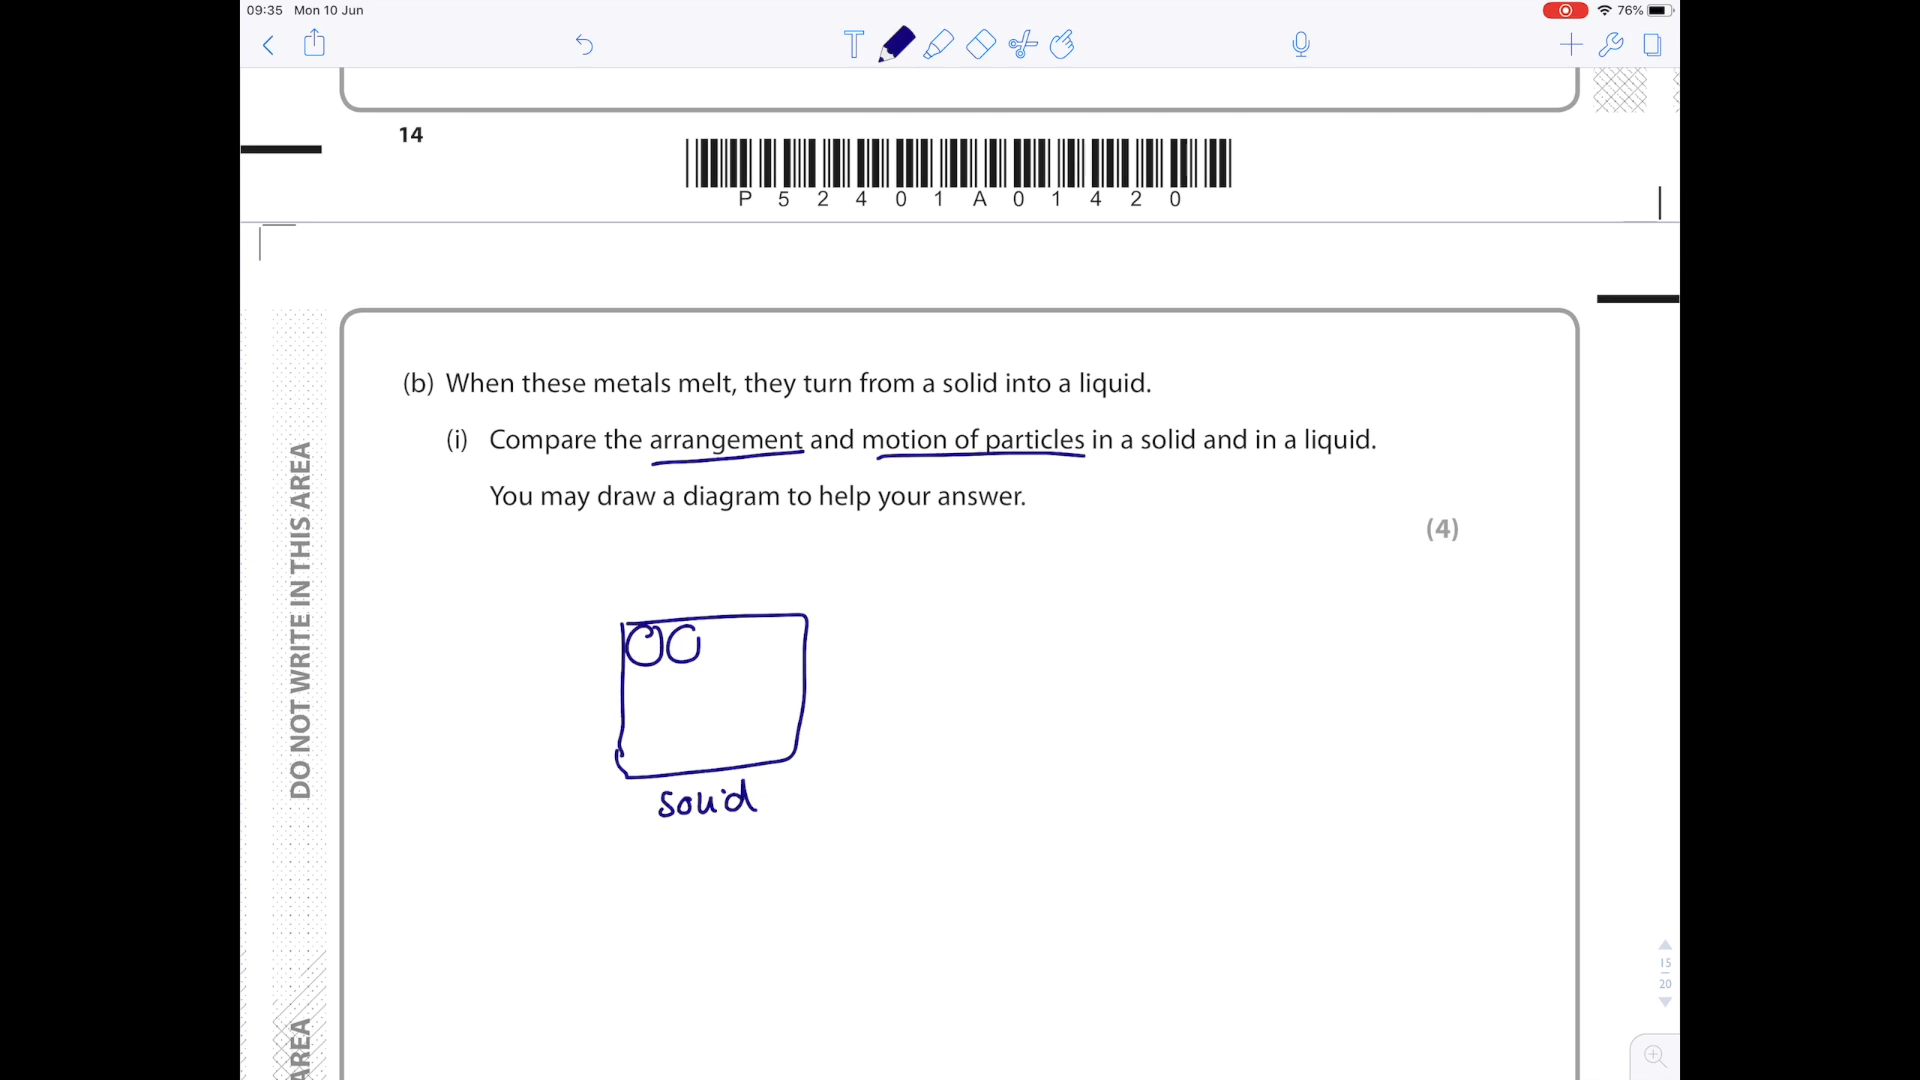 09:35 Mon 10 Jun
76%
T
14
P 5 2 4 0 1 A 0 1 4 2 0
DO NOT WRITE IN THIS AREA
(b) When these metals melt, they turn from a solid into a liquid.
(i) Compare the arrangement and motion of particles in a solid and in a liquid.
You may draw a diagram to help your answer.
(4)
solid
15
20
AREA